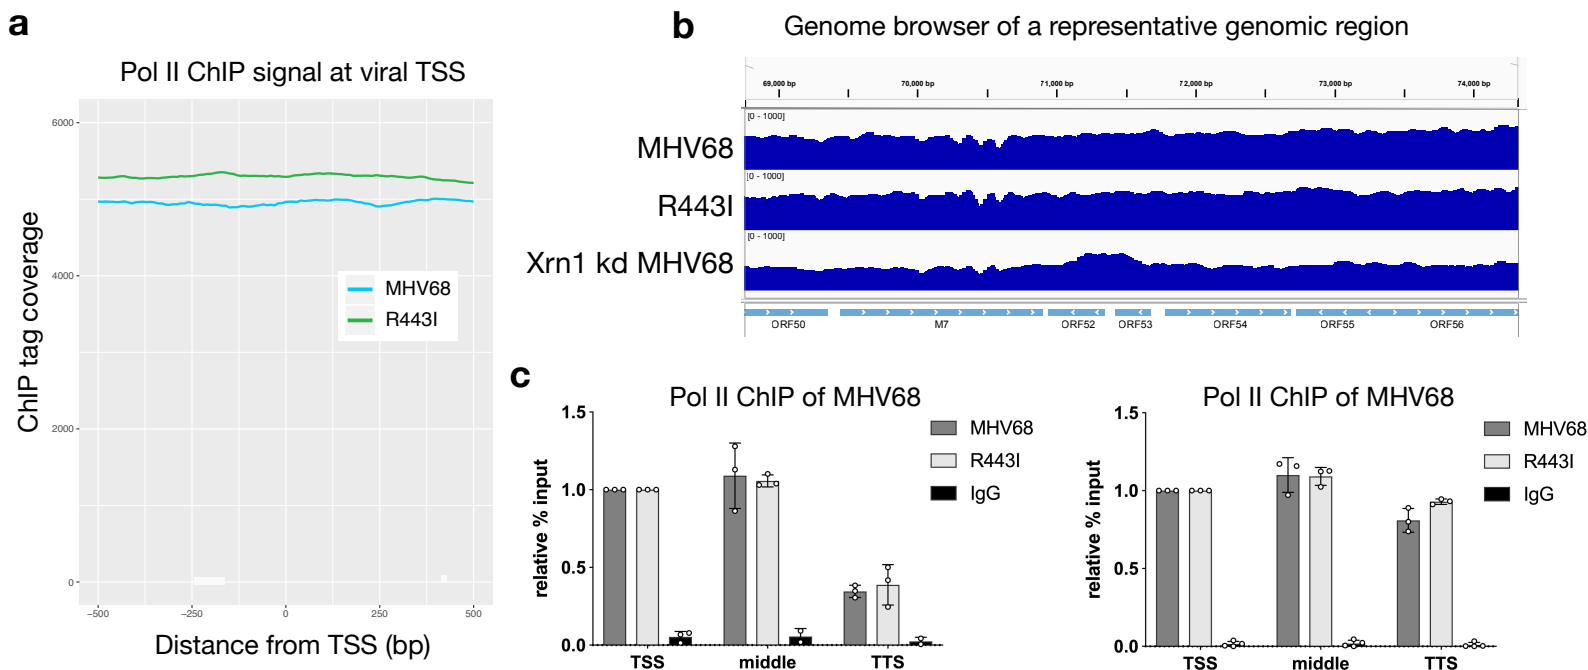 a
Pol II ChIP signal at viral TSS
6000
4000
2000
0
ChIP tag coverage
MHV68
R443I
−500
−250
0
250
500
Distance from TSS (bp)
b
Genome browser of a representative genomic region
69,000 bp
70,000 bp
71,000 bp
72,000 bp
73,000 bp
74,000 bp
[0 - 1000]
MHV68
[0 - 1000]
R443I
[0 - 1000]
Xrn1 kd MHV68
ORF50
M7
ORF52
ORF53
ORF54
ORF55
ORF56
c
Pol II ChIP of MHV68
1.5
1.0
0.5
0.0
relative % input
MHV68
R443I
IgG
TSS
middle
TTS
Pol II ChIP of MHV68
1.5
1.0
0.5
0.0
relative % input
MHV68
R443I
IgG
TSS
middle
TTS